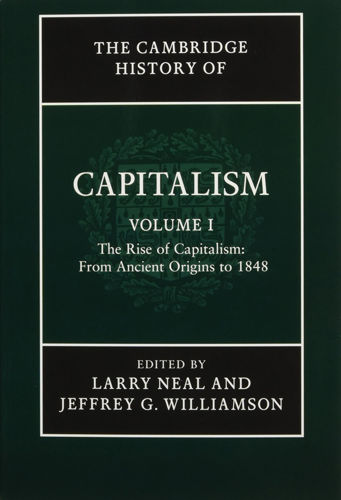 THE CAMBRIDGE
HISTORY OF
CAPITALISM
VOLUME I
The Rise of Capitalism:
From Ancient Origins to 1848
EDITED BY
LARRY NEAL AND
JEFFREY G. WILLIAMSON